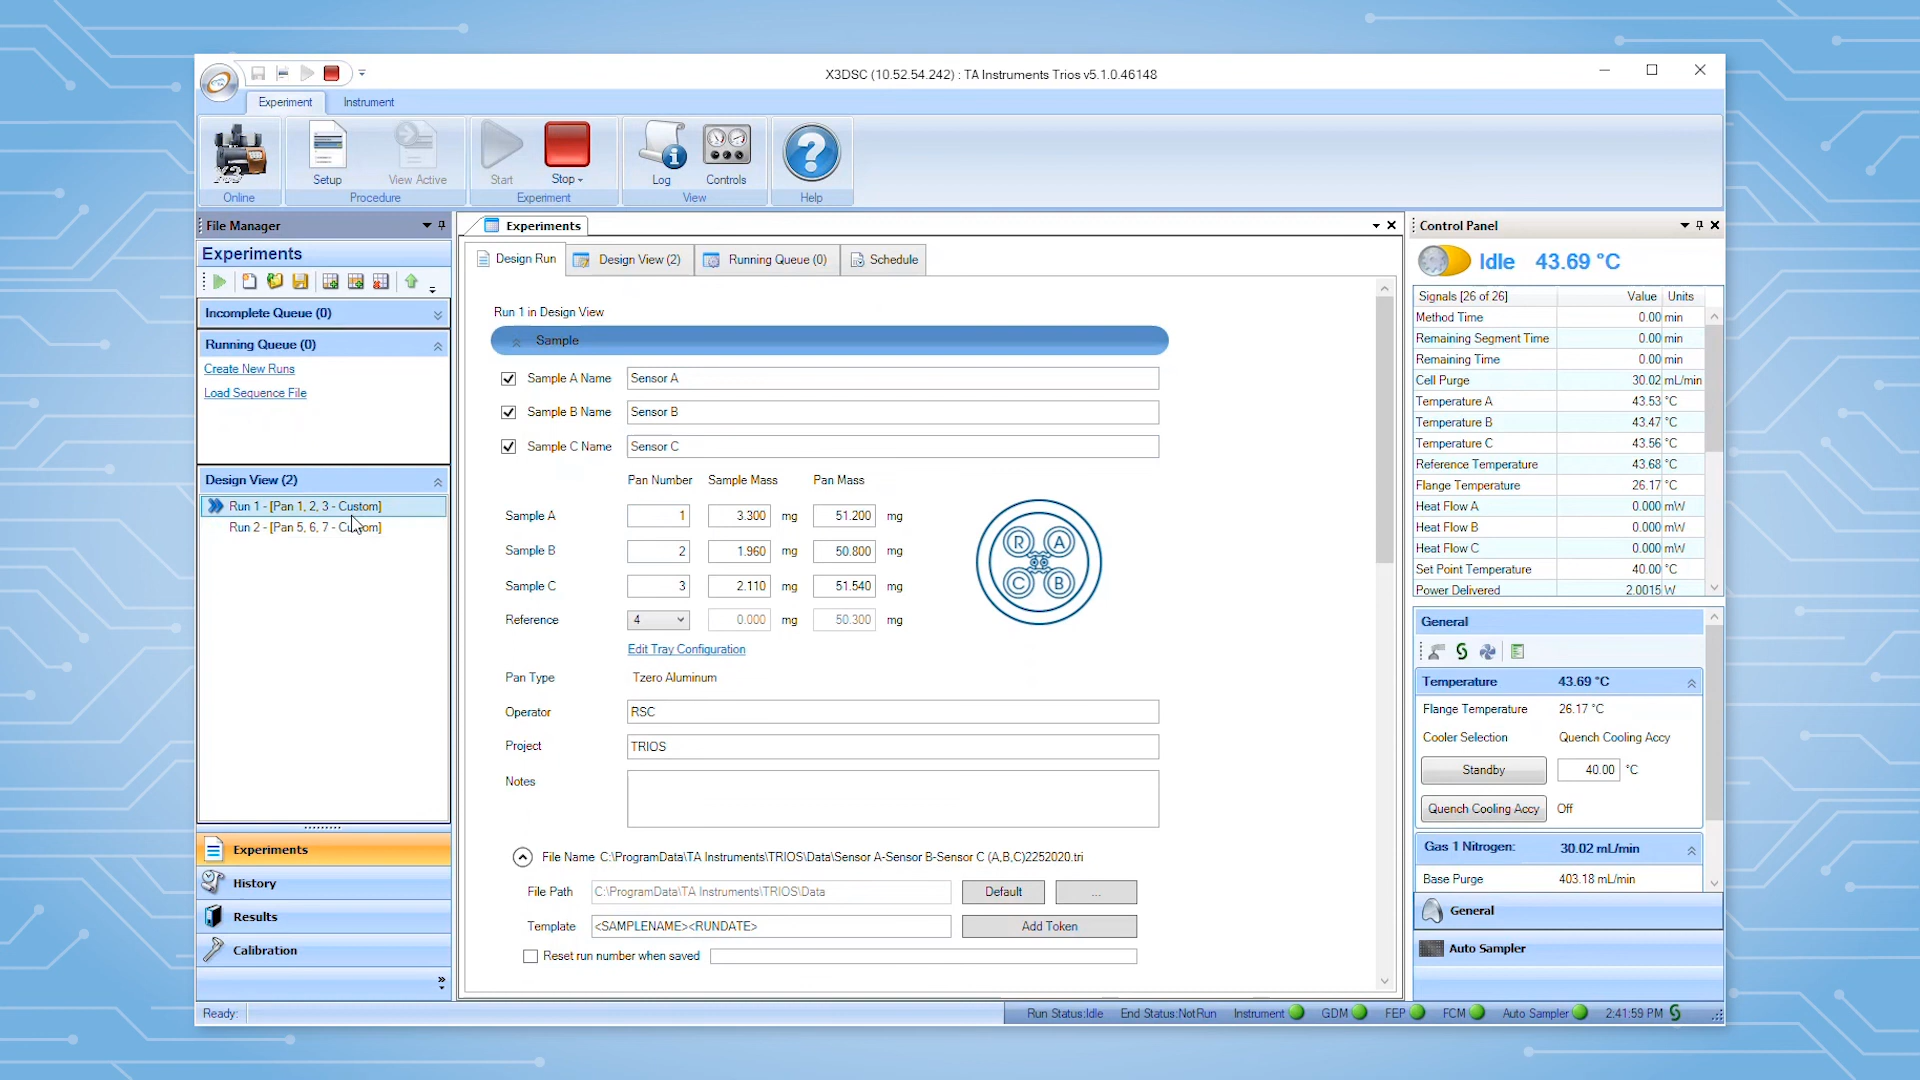 X3DSC (10.52.54.242) : TA Instruments Trios v5.1.0.46148
Experiment Instrument
X3
Setup View Active Start Stop Log Controls
Online Procedure Experiment View Help
File Manager
Experiments
Incomplete Queue (0)
Running Queue (0)
Create New Runs
Load Sequence File
Design View (2)
Run 1 - [Pan 1, 2, 3 - Custom]
Run 2 - [Pan 5, 6, 7 - Custom]
Experiments
History
Results
Calibration
Experiments
Design Run Design View (2) Running Queue (0) Schedule
Run 1 in Design View
Sample
Sample A Name Sensor A
Sample B Name Sensor B
Sample C Name Sensor C
Pan Number Sample Mass Pan Mass
Sample A 1 3.300 mg 51.200 mg
Sample B 2 1.960 mg 50.800 mg
Sample C 3 2.110 mg 51.540 mg
Reference 4 0.000 mg 50.300 mg
R A
C B
Edit Tray Configuration
Pan Type Tzero Aluminum
Operator RSC
Project TRIOS
Notes
File Name C:\ProgramData\TA Instruments\TRIOS\Data\Sensor A-Sensor B-Sensor C (A,B,C)2252020.tri
File Path C:\ProgramData\TA Instruments\TRIOS\Data Default ...
Template <SAMPLENAME><RUNDATE> Add Token
Reset run number when saved
Control Panel
Idle 43.69 °C
Signals [26 of 26] Value Units
Method Time 0.00 min
Remaining Segment Time 0.00 min
Remaining Time 0.00 min
Cell Purge 30.02 mL/min
Temperature A 43.53 °C
Temperature B 43.47 °C
Temperature C 43.56 °C
Reference Temperature 43.68 °C
Flange Temperature 26.17 °C
Heat Flow A 0.000 mW
Heat Flow B 0.000 mW
Heat Flow C 0.000 mW
Set Point Temperature 40.00 °C
Power Delivered 2.0015 W
General
Temperature 43.69 °C
Flange Temperature 26.17 °C
Cooler Selection Quench Cooling Accy
Standby 40.00 °C
Quench Cooling Accy Off
Gas 1 Nitrogen: 30.02 mL/min
Base Purge 403.18 mL/min
General
Auto Sampler
Ready: Run Status:Idle End Status:NotRun Instrument GDM FEP FCM Auto Sampler 2:41:59 PM